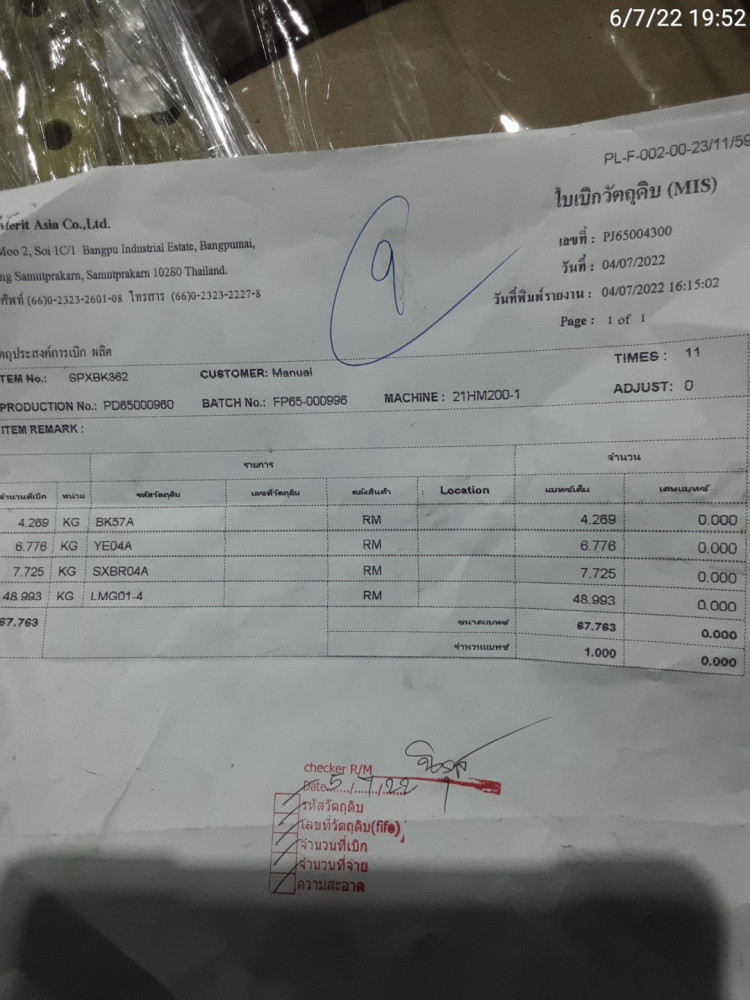 6/7/22 19:52
PL-F-002-00-23/11/59
ใบเบิกวัตถุดิบ (MIS)
Merit Asia Co.,Ltd.
Moo 2, Soi 1C/1 Bangpu Industrial Estate, Bangpumai,
ng Samutprakarn, Samutprakarn 10280 Thailand.
ศัพท์ (66)0-2323-2601-08 โทรสาร (66)0-2323-2227-8
9
เลขที่ : PJ65004300
วันที่ : 04/07/2022
วันที่พิมพ์รายงาน : 04/07/2022 16:15:02
Page : 1 of 1
ตถุประสงค์การเบิก ผลิต
TEM No.: SPXBK362 CUSTOMER: Manual TIMES : 11
PRODUCTION No.: PD65000960 BATCH No.: FP65-000996 MACHINE : 21HM200-1 ADJUST: 0
ITEM REMARK :
รายการ จำนวน
จำนวนที่เบิก หน่วย รหัสวัตถุดิบ เลขที่วัตถุดิบ คลังสินค้า Location แบทซ์เต็ม เศษแบทซ์
4.269 KG BK57A RM 4.269 0.000
6.776 KG YE04A RM 6.776 0.000
7.725 KG SXBR04A RM 7.725 0.000
48.993 KG LMG01-4 RM 48.993 0.000
67.763 ขนาดแบทซ์ 67.763 0.000
จำนวนแบทซ์ 1.000 0.000
checker R/M
Date 5/7/22
รหัสวัตถุดิบ
เลขที่วัตถุดิบ(fifo)
จำนวนที่เบิก
จำนวนที่จ่าย
ความสะอาด